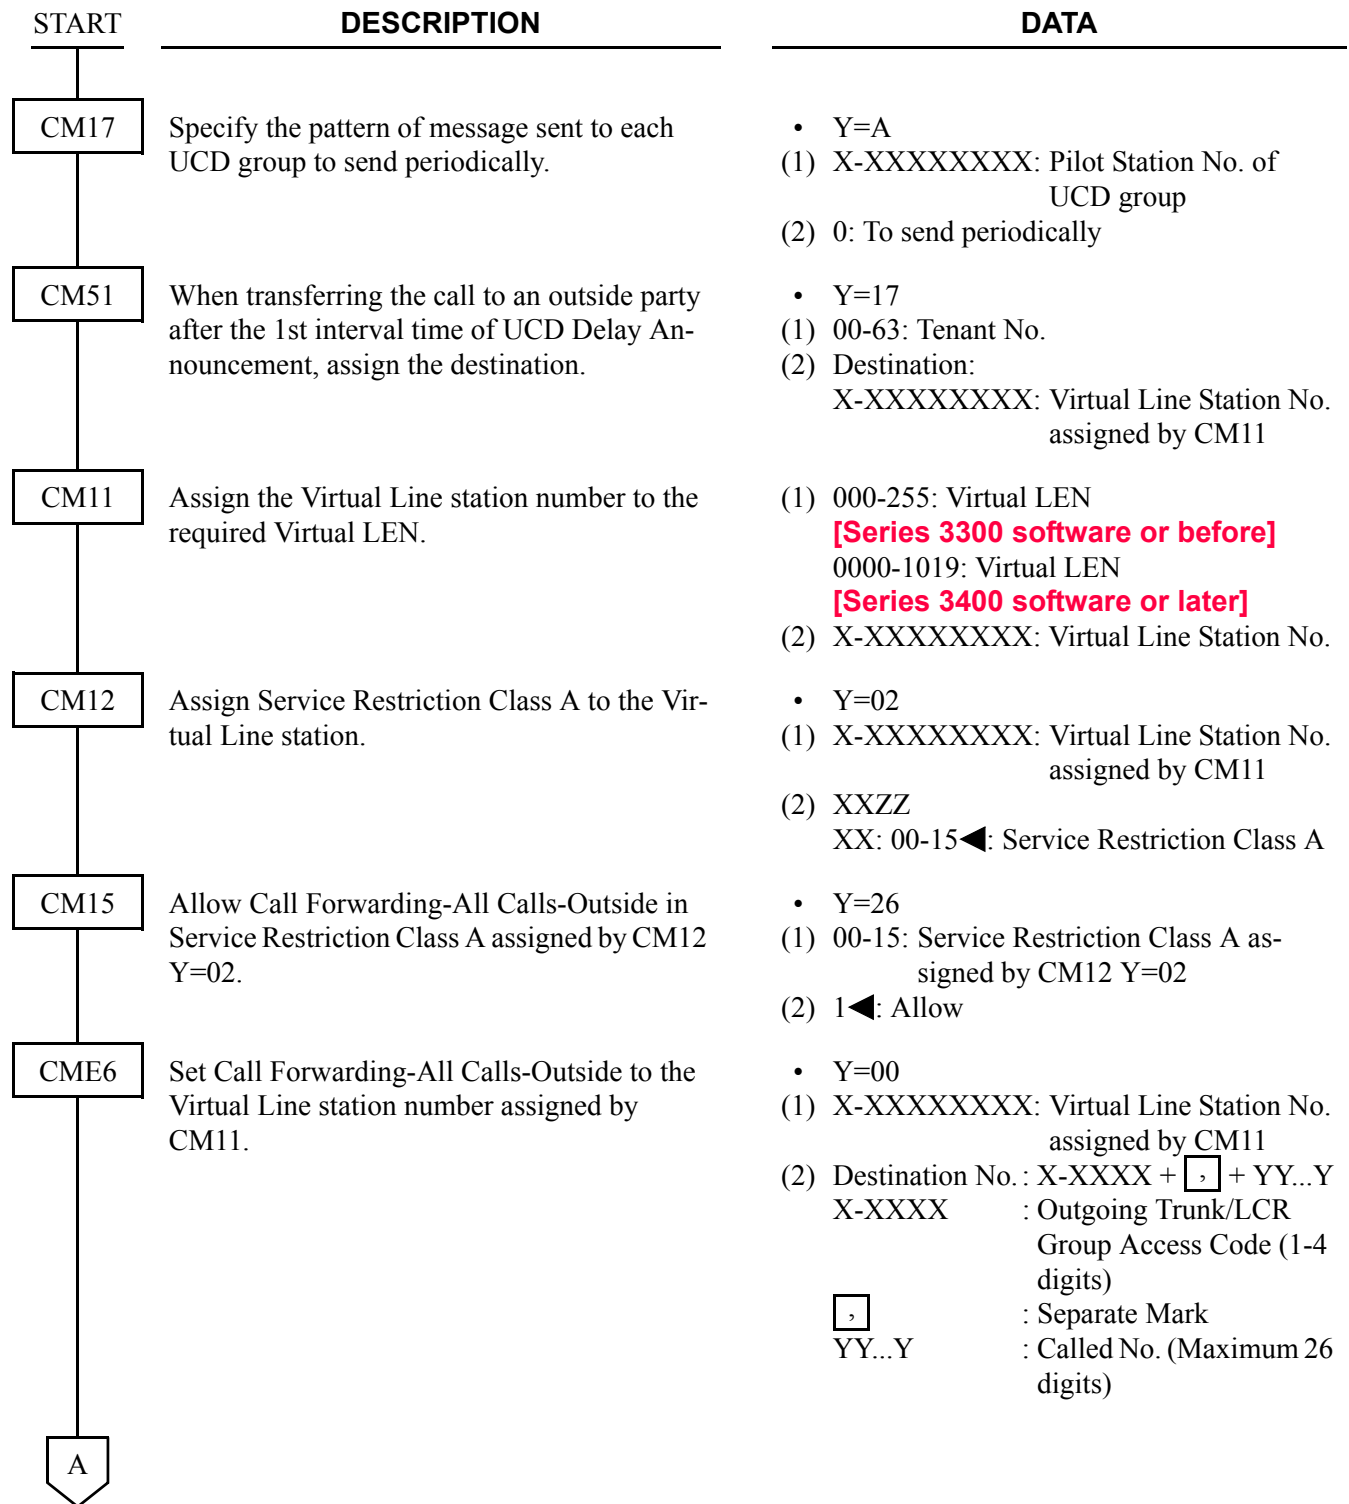 START DESCRIPTION DATA
CM17
Specify the pattern of message sent to each
UCD group to send periodically.
• Y=A
(1) X-XXXXXXXX: Pilot Station No. of
UCD group
(2) 0: To send periodically
CM51
When transferring the call to an outside party
after the 1st interval time of UCD Delay An-
nouncement, assign the destination.
• Y=17
(1) 00-63: Tenant No.
(2) Destination:
X-XXXXXXXX: Virtual Line Station No.
assigned by CM11
CM11
Assign the Virtual Line station number to the
required Virtual LEN.
(1) 000-255: Virtual LEN
[Series 3300 software or before]
0000-1019: Virtual LEN
[Series 3400 software or later]
(2) X-XXXXXXXX: Virtual Line Station No.
CM12
Assign Service Restriction Class A to the Vir-
tual Line station.
• Y=02
(1) X-XXXXXXXX: Virtual Line Station No.
assigned by CM11
(2) XXZZ
XX: 00-15◀: Service Restriction Class A
CM15
Allow Call Forwarding-All Calls-Outside in
Service Restriction Class A assigned by CM12
Y=02.
• Y=26
(1) 00-15: Service Restriction Class A as-
signed by CM12 Y=02
(2) 1◀: Allow
CME6
Set Call Forwarding-All Calls-Outside to the
Virtual Line station number assigned by
CM11.
• Y=00
(1) X-XXXXXXXX: Virtual Line Station No.
assigned by CM11
(2) Destination No. : X-XXXX + , + YY...Y
X-XXXX : Outgoing Trunk/LCR
Group Access Code (1-4
digits)
, : Separate Mark
YY...Y : Called No. (Maximum 26
digits)
A